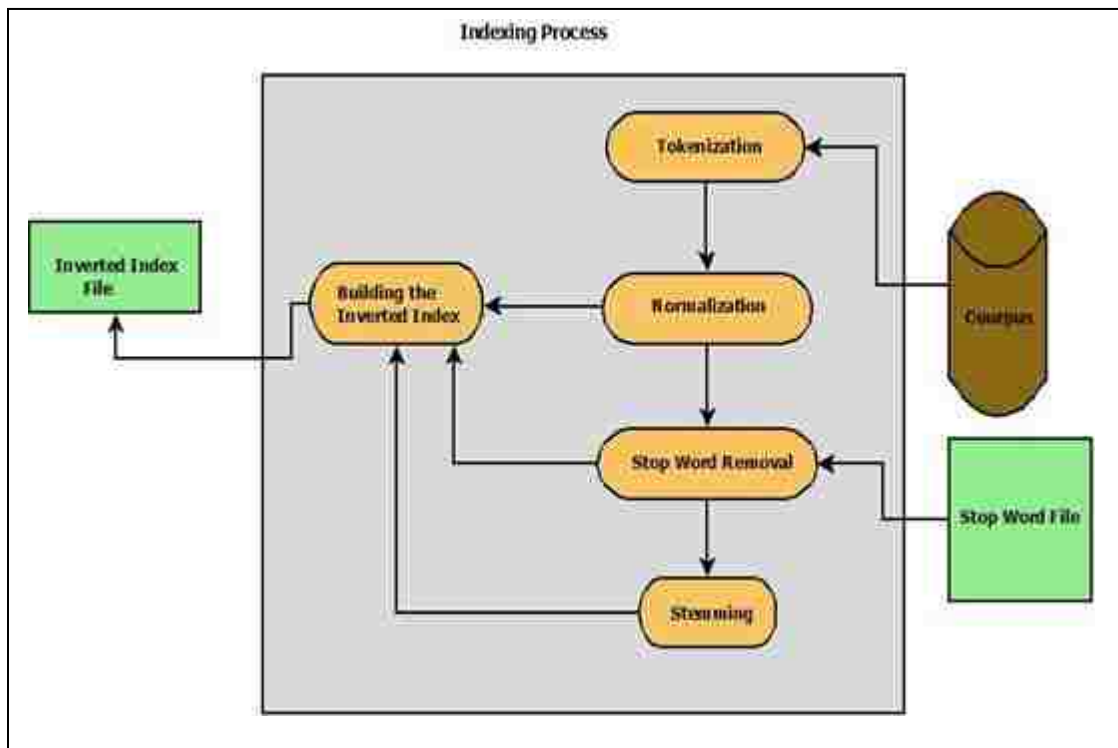 Indexing Process
Tokenization
Inverted Index
File
Building the
Inverted Index
Normalization
Courpus
Stop Word Removal
Stop Word File
Stemming